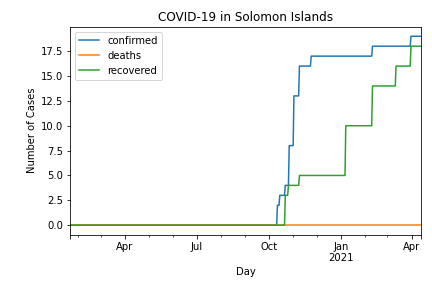 COVID-19 in Solomon Islands
confirmed
deaths
recovered
17.5
15.0
12.5
10.0
7.5
5.0
2.5
0.0
Number of Cases
Apr
Jul
Oct
Jan
2021
Apr
Day